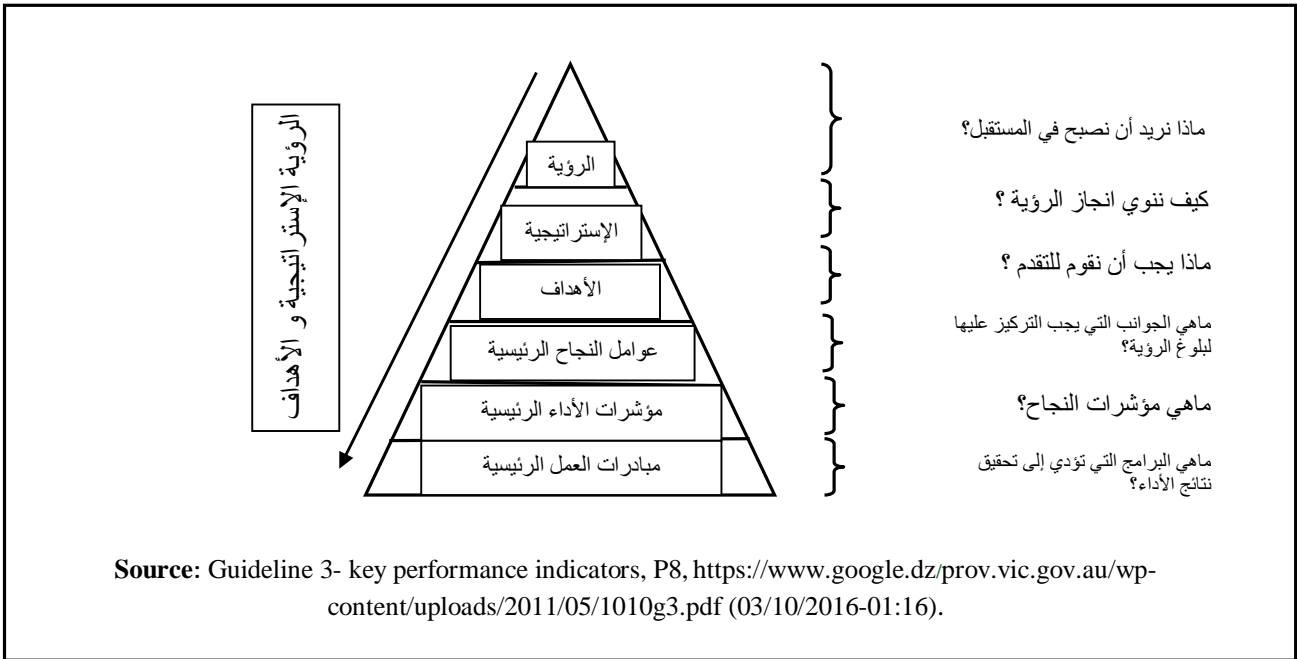 الرؤية الإستراتيجية و الأهداف
ماذا نريد أن نصبح في المستقبل؟
الرؤية
كيف ننوي انجاز الرؤية ؟
الإستراتيجية
ماذا يجب أن نقوم للتقدم ؟
الأهداف
ماهي الجوانب التي يجب التركيز عليها
لبلوغ الرؤية؟
عوامل النجاح الرئيسية
ماهي مؤشرات النجاح؟
مؤشرات الأداء الرئيسية
ماهي البرامج التي تؤدي إلى تحقيق
نتائج الأداء؟
مبادرات العمل الرئيسية
Source: Guideline 3- key performance indicators, P8, https://www.google.dz/prov.vic.gov.au/wp-
content/uploads/2011/05/1010g3.pdf (03/10/2016-01:16).